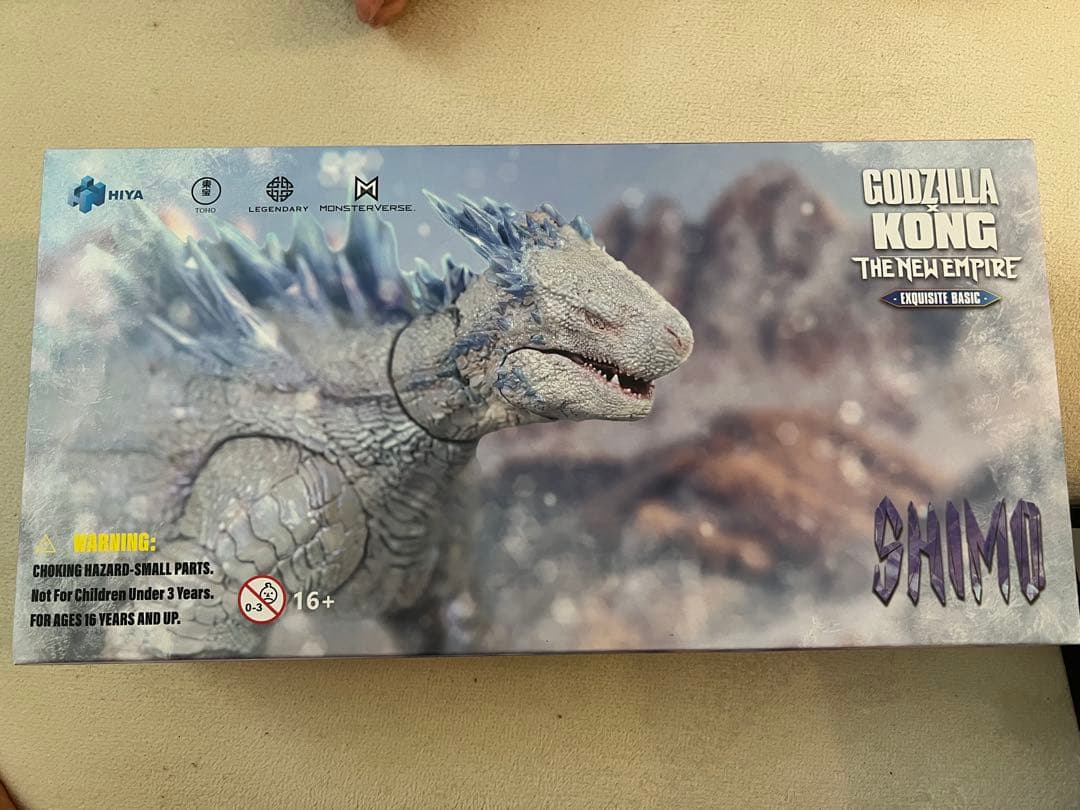 HIYA
東宝
TOHO
LEGENDARY
MONSTERVERSE.
GODZILLA
x
KONG
THE NEW EMPIRE
· EXQUISITE BASIC ·
SHIMO
WARNING:
CHOKING HAZARD-SMALL PARTS.
Not For Children Under 3 Years.
FOR AGES 16 YEARS AND UP.
0-3
16+